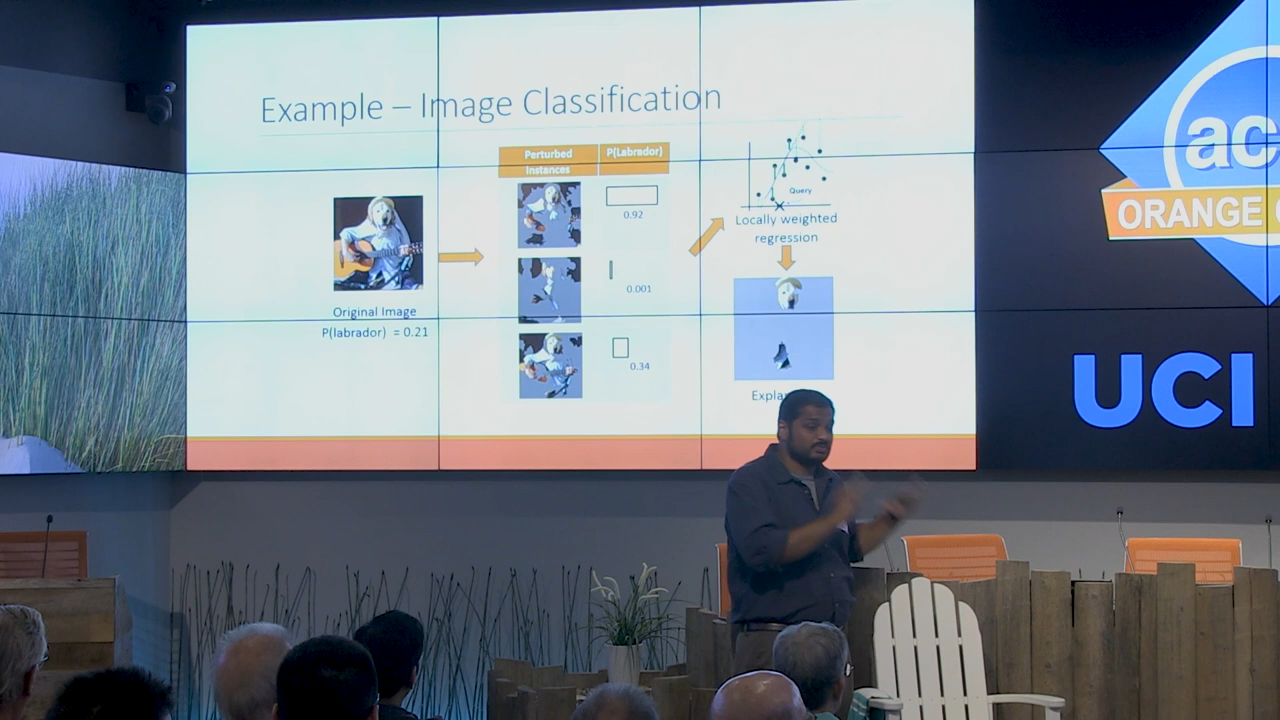 Example – Image Classification
Perturbed Instances
P(Labrador)
0.92
0.001
0.34
Original Image
P(labrador) = 0.21
Query
Locally weighted
regression
ORANGE
UCI